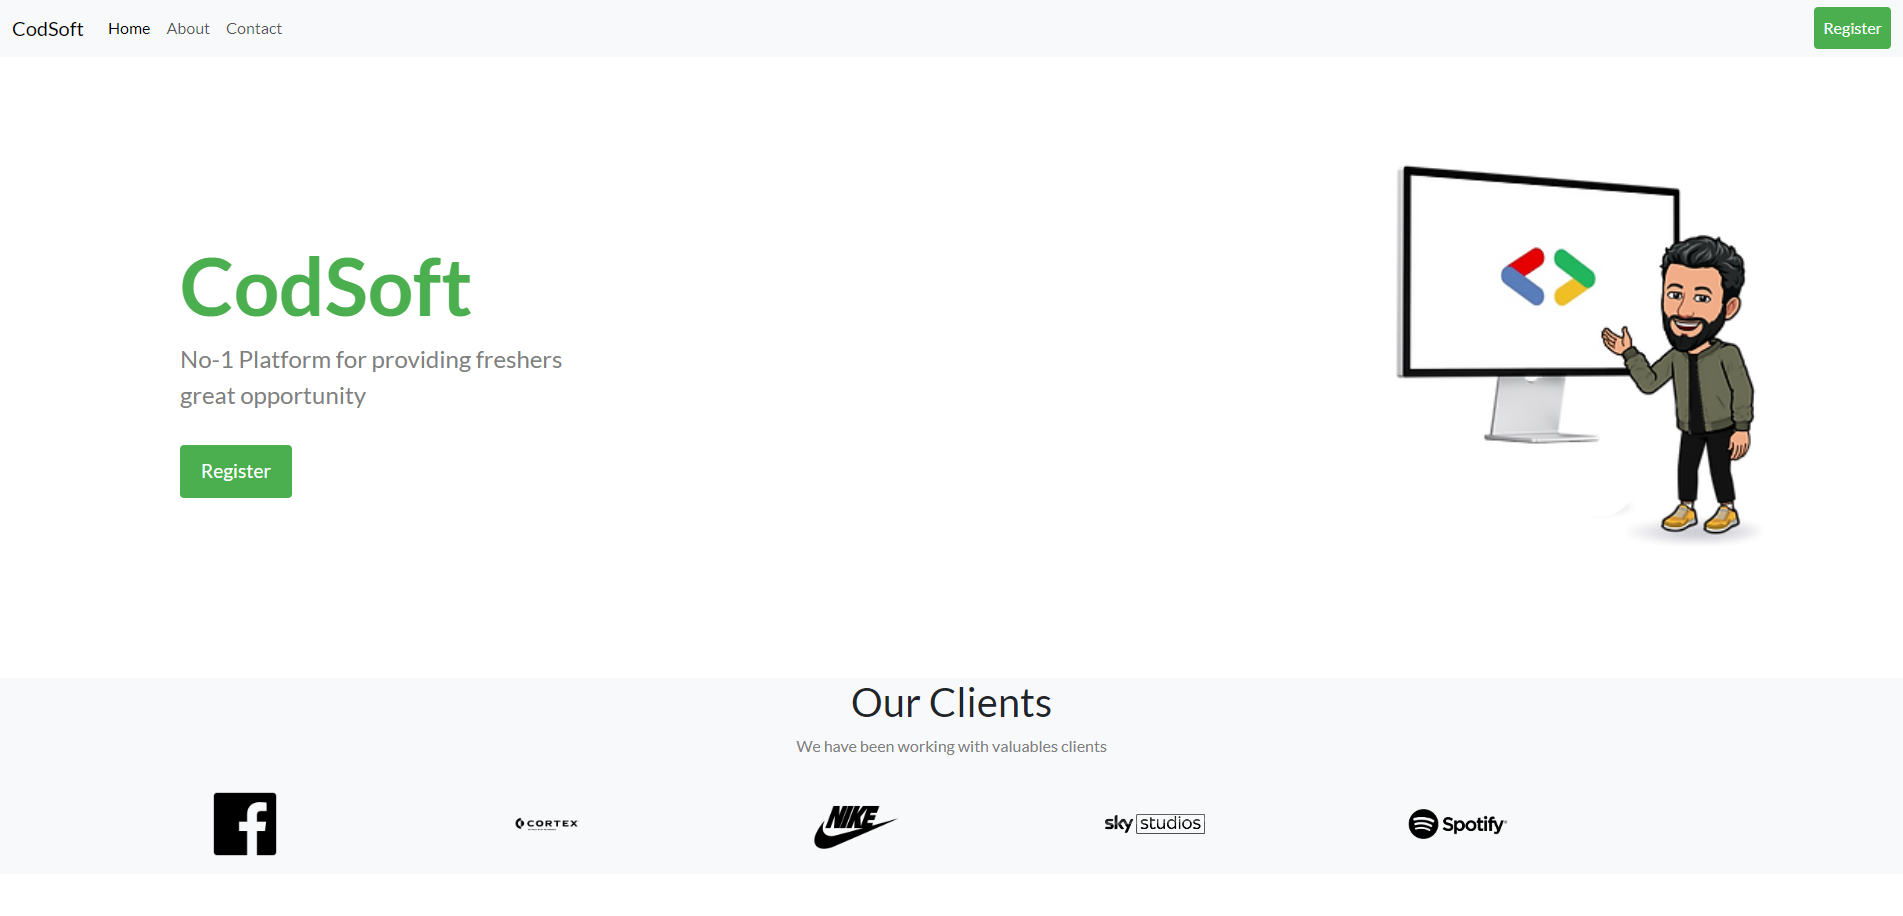 CodSoft Home About Contact Register
CodSoft
No-1 Platform for providing freshers
great opportunity
Register
Our Clients
We have been working with valuables clients
CORTEX NIKE sky studios Spotify